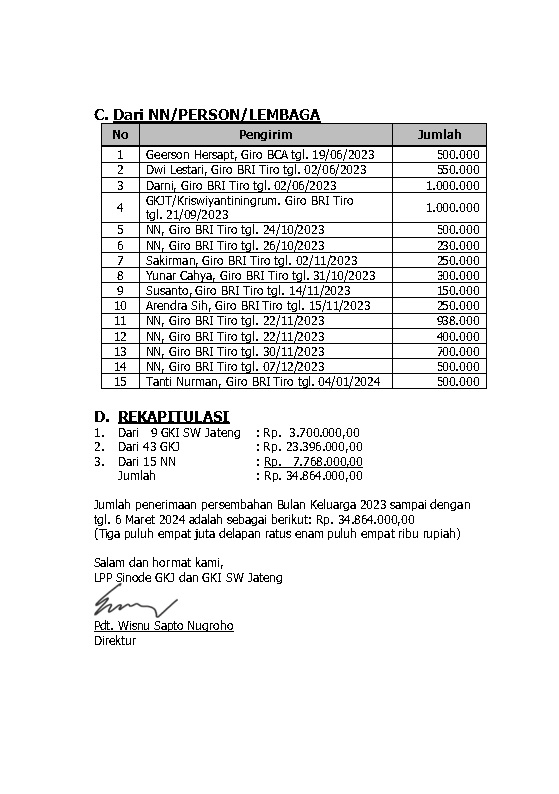 C. Dari NN/PERSON/LEMBAGA
No Pengirim Jumlah
1 Geerson Hersapt, Giro BCA tgl. 19/06/2023 500.000
2 Dwi Lestari, Giro BRI Tiro tgl. 02/06/2023 550.000
3 Darni, Giro BRI Tiro tgl. 02/06/2023 1.000.000
4 GKJT/Kriswiyantiningrum. Giro BRI Tiro
tgl. 21/09/2023 1.000.000
5 NN, Giro BRI Tiro tgl. 24/10/2023 500.000
6 NN, Giro BRI Tiro tgl. 26/10/2023 230.000
7 Sakirman, Giro BRI Tiro tgl. 02/11/2023 250.000
8 Yunar Cahya, Giro BRI Tiro tgl. 31/10/2023 300.000
9 Susanto, Giro BRI Tiro tgl. 14/11/2023 150.000
10 Arendra Sih, Giro BRI Tiro tgl. 15/11/2023 250.000
11 NN, Giro BRI Tiro tgl. 22/11/2023 938.000
12 NN, Giro BRI Tiro tgl. 22/11/2023 400.000
13 NN, Giro BRI Tiro tgl. 30/11/2023 700.000
14 NN, Giro BRI Tiro tgl. 07/12/2023 500.000
15 Tanti Nurman, Giro BRI Tiro tgl. 04/01/2024 500.000
D. REKAPITULASI
1. Dari 9 GKI SW Jateng : Rp. 3.700.000,00
2. Dari 43 GKJ : Rp. 23.396.000,00
3. Dari 15 NN : Rp. 7.768.000,00
Jumlah : Rp. 34.864.000,00
Jumlah penerimaan persembahan Bulan Keluarga 2023 sampai dengan
tgl. 6 Maret 2024 adalah sebagai berikut: Rp. 34.864.000,00
(Tiga puluh empat juta delapan ratus enam puluh empat ribu rupiah)
Salam dan hormat kami,
LPP Sinode GKJ dan GKI SW Jateng
Pdt. Wisnu Sapto Nugroho
Direktur